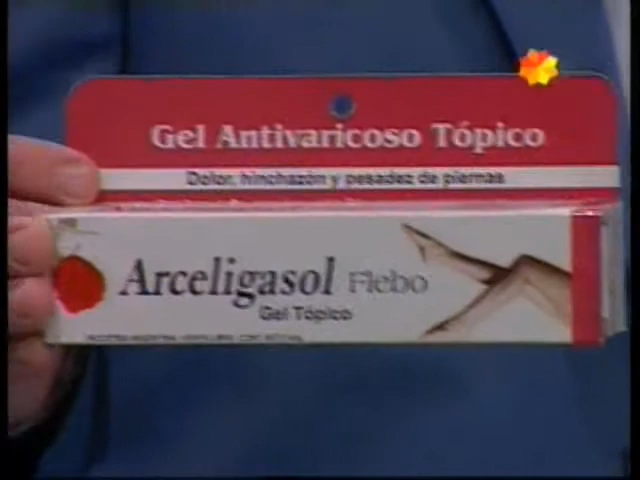 Gel Antivaricoso Tópico
Dolor, hinchazón y pesadez de piernas
Arceligasol Flebo
Gel Tópico